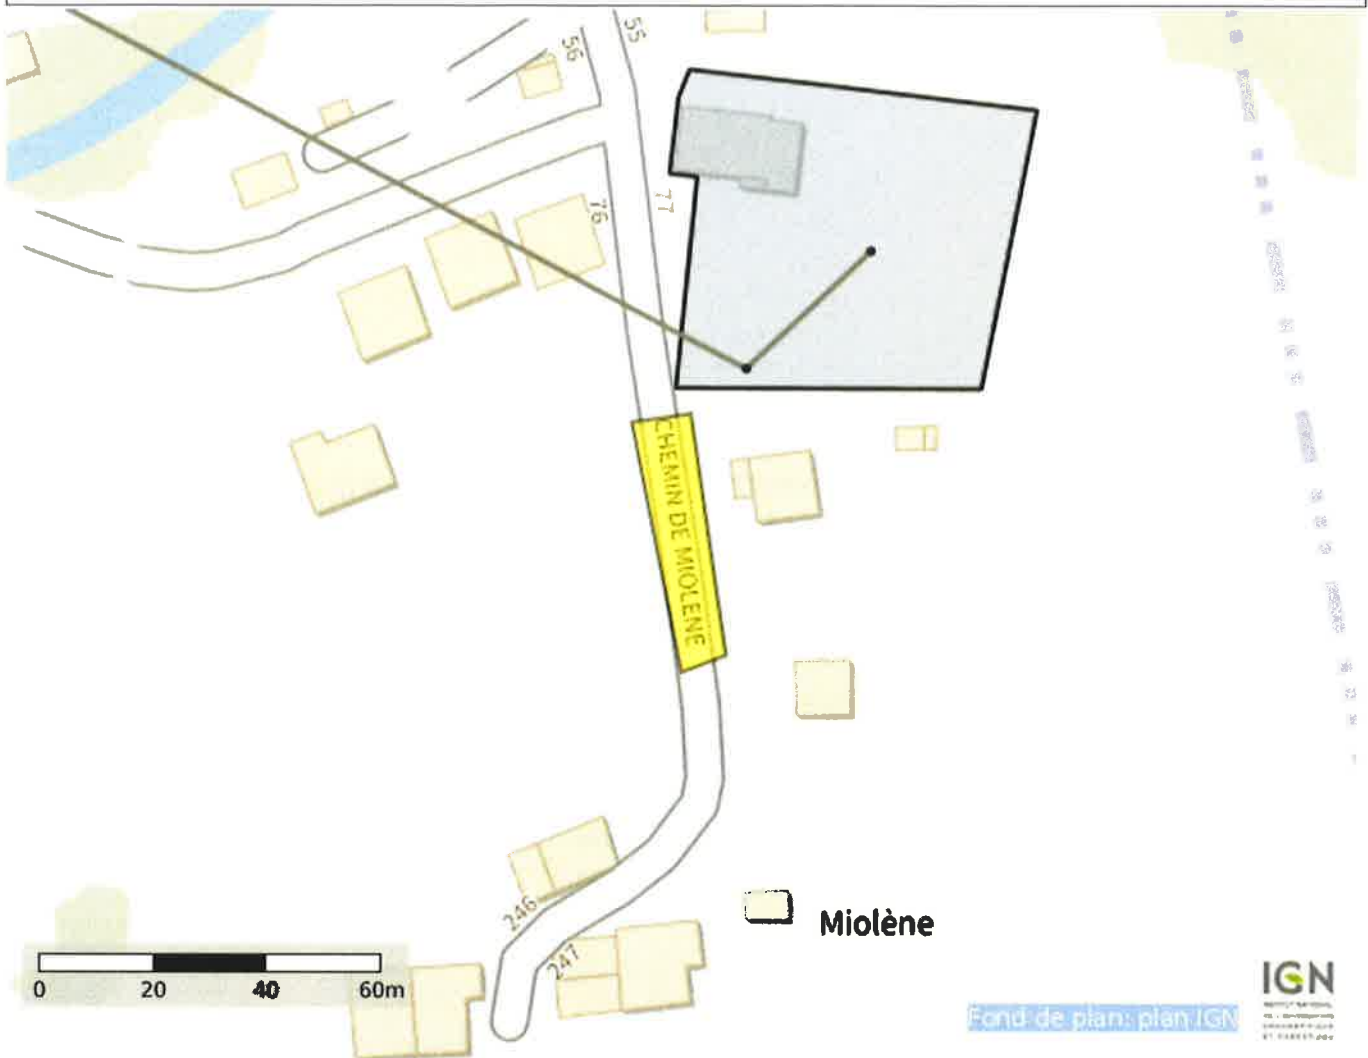 55
56
77
76
CHEMIN DE MIOLENE
246
Miolène
247
0 20 40 60m
IGN
Fond de plan: plan IGN